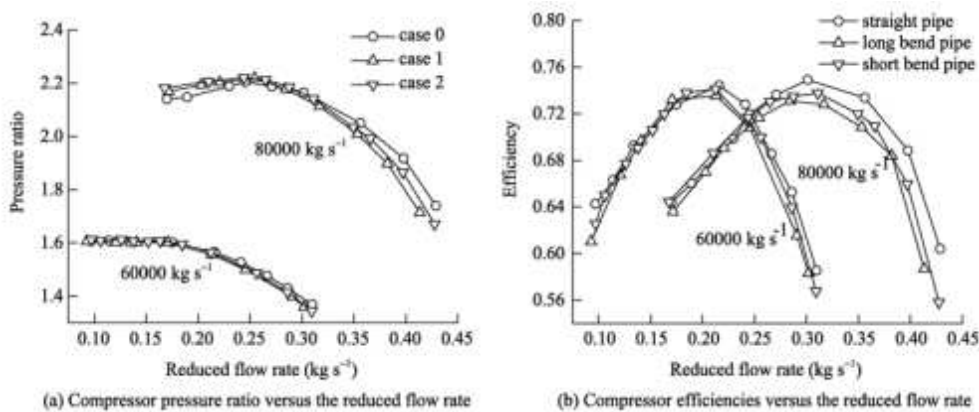 2.4
2.2
2.0
1.8
1.6
1.4
Pressure ratio
case 0
case 1
case 2
80000 kg s⁻¹
60000 kg s⁻¹
0.10 0.15 0.20 0.25 0.30 0.35 0.40 0.45
Reduced flow rate (kg s⁻¹)
(a) Compressor pressure ratio versus the reduced flow rate
0.80
0.76
0.72
0.68
0.64
0.60
0.56
Efficiency
straight pipe
long bend pipe
short bend pipe
80000 kg s⁻¹
60000 kg s⁻¹
0.10 0.15 0.20 0.25 0.30 0.35 0.40 0.45
Reduced flow rate (kg s⁻¹)
(b) Compressor efficiencies versus the reduced flow rate